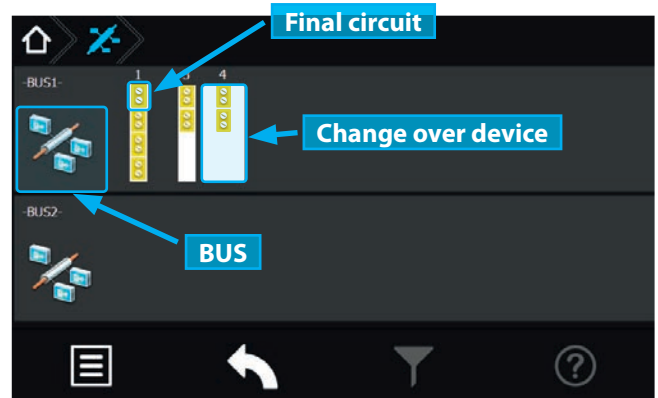 Final circuit
-BUS1-
1 3 4
Change over device
-BUS2-
BUS
?